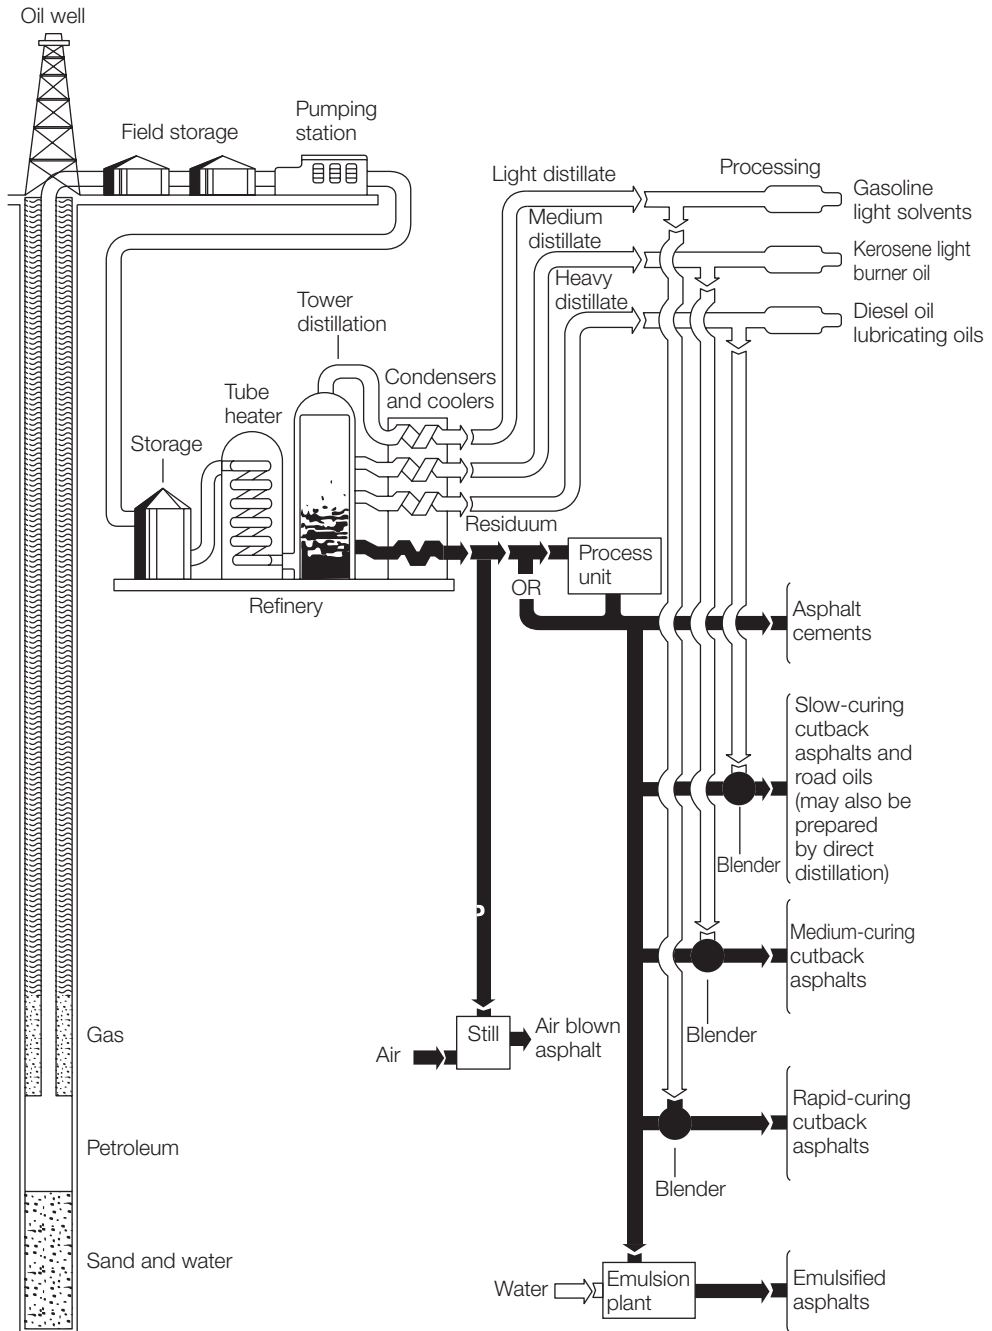 Oil well
Pumping
station
Field storage
Light distillate
Processing
Gasoline
light solvents
Medium
distillate
Kerosene light
burner oil
Heavy
distillate
Diesel oil
lubricating oils
Tower
distillation
Condensers
and coolers
Tube
heater
Storage
Residuum
Process
unit
OR
Refinery
Asphalt
cements
Slow-curing
cutback
asphalts and
road oils
(may also be
prepared
by direct
distillation)
Blender
Medium-curing
cutback
asphalts
Blender
Gas
Air
Still
Air blown
asphalt
Rapid-curing
cutback
asphalts
Blender
Petroleum
Sand and water
Water
Emulsion
plant
Emulsified
asphalts